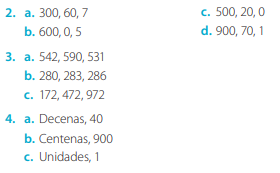 2. a. 300, 60, 7
b. 600, 0, 5
c. 500, 20, 0
d. 900, 70, 1
3. a. 542, 590, 531
b. 280, 283, 286
c. 172, 472, 972
4. a. Decenas, 40
b. Centenas, 900
c. Unidades, 1